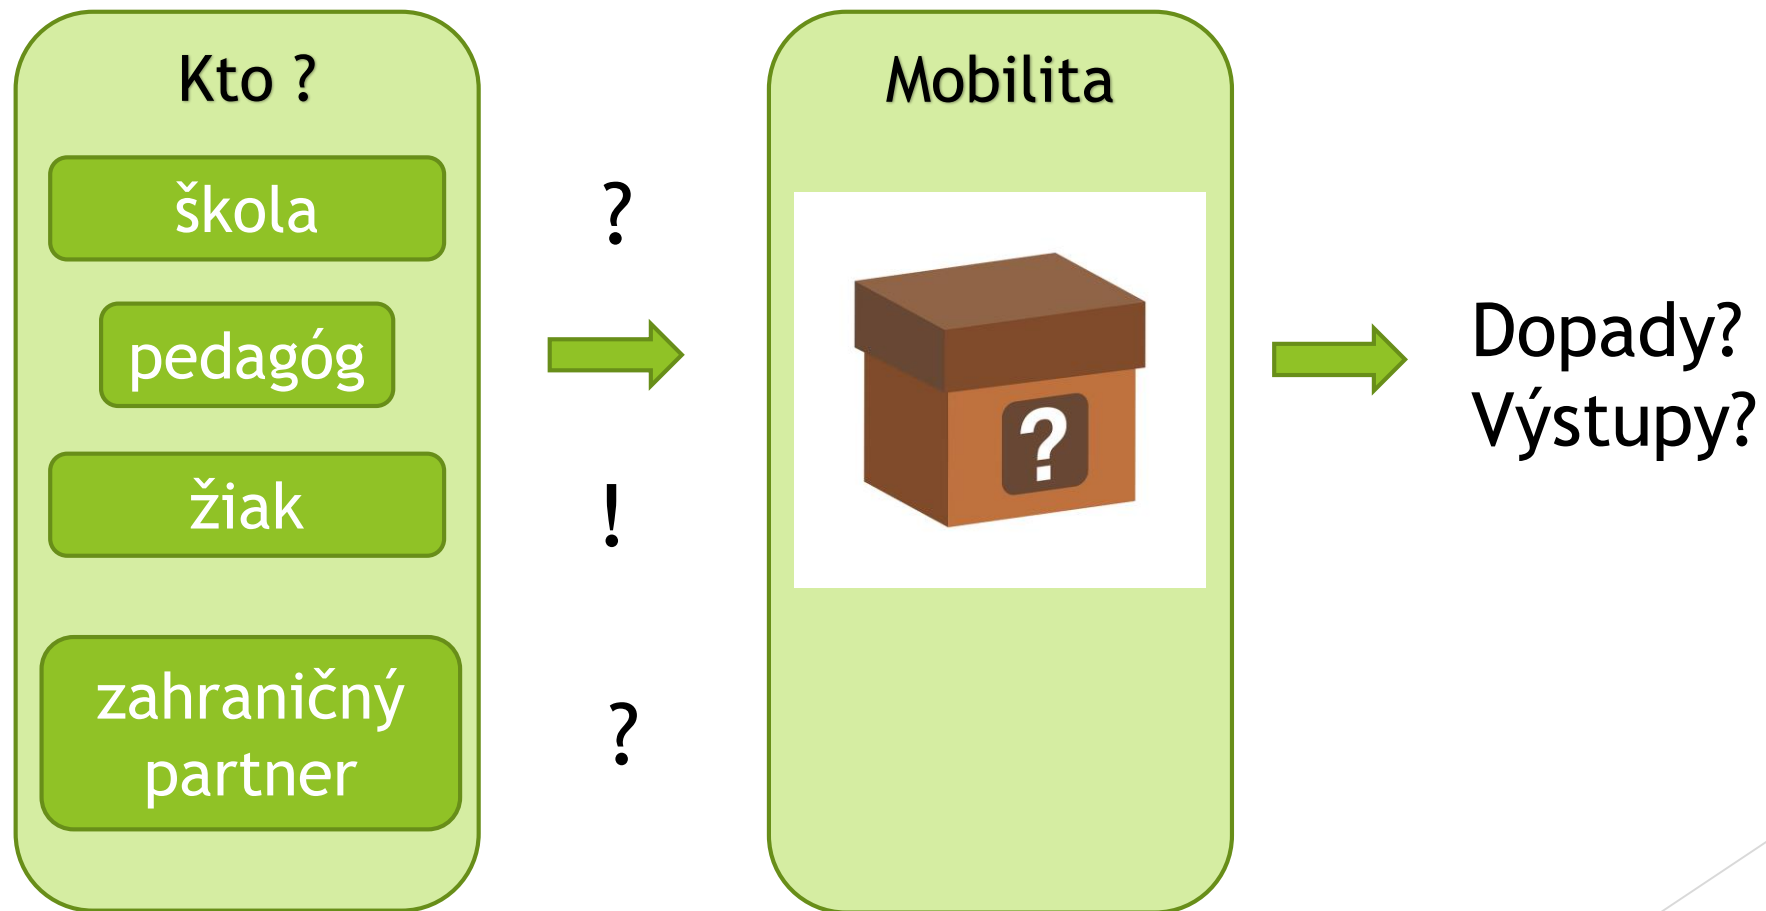 Kto ?
škola
pedagóg
žiak
zahraničný
partner
?
!
?
Mobilita
?
Dopady?
Výstupy?